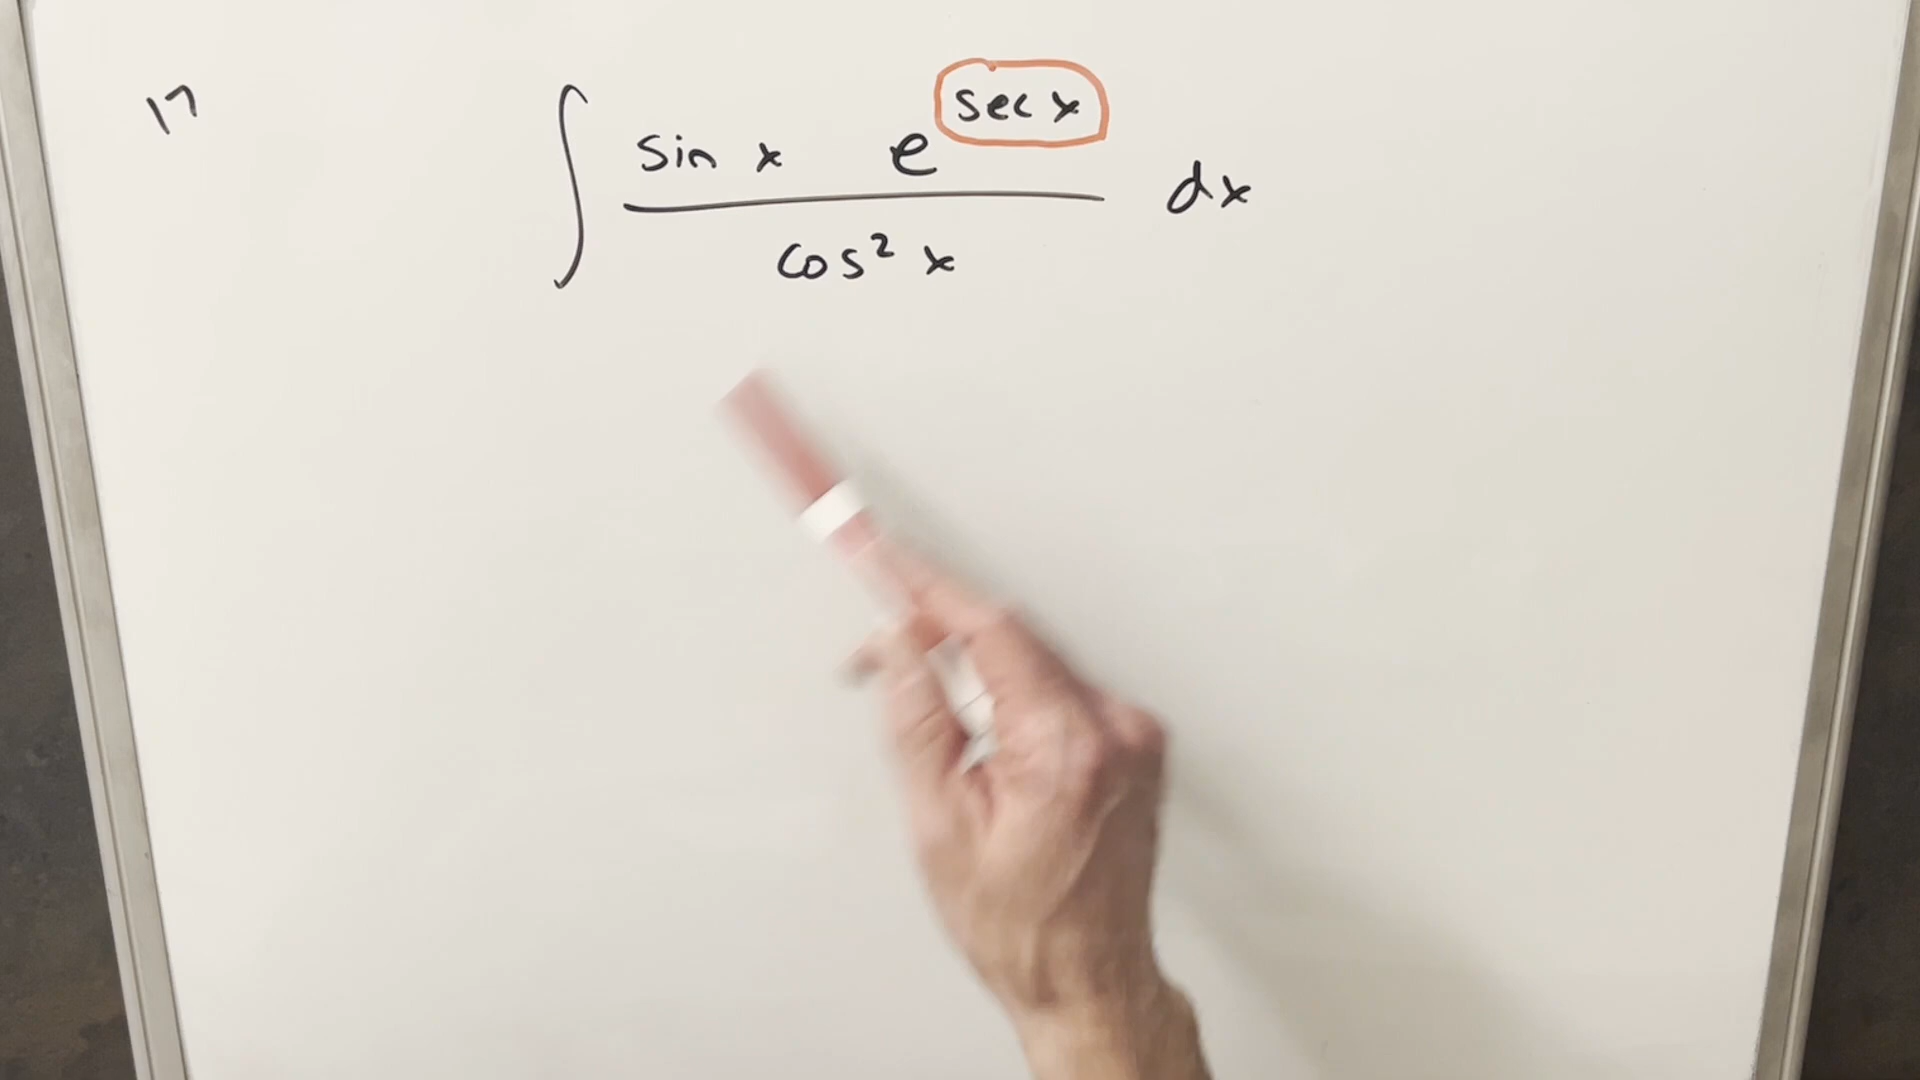 17
∫ sin x e^sec x / cos² x dx